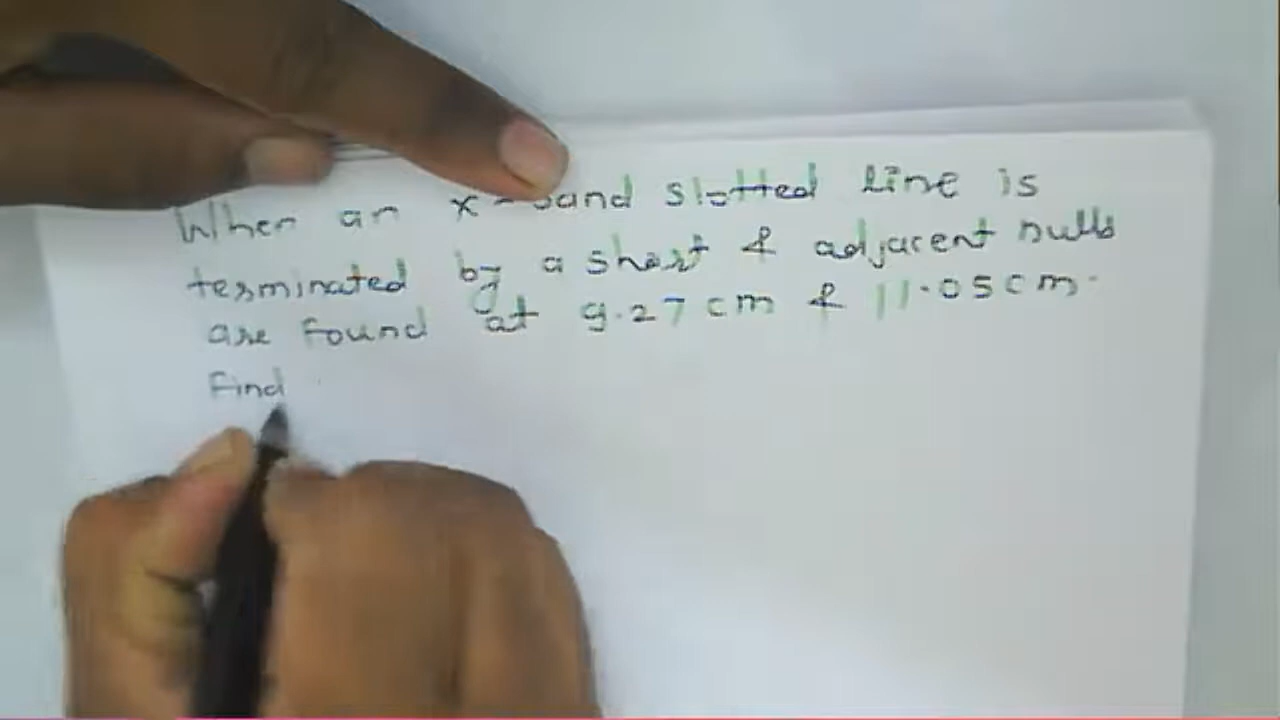 When an x-band slotted line is
terminated by a short & adjacent nulls
are found at 9.27 cm & 11.05 cm.
Find